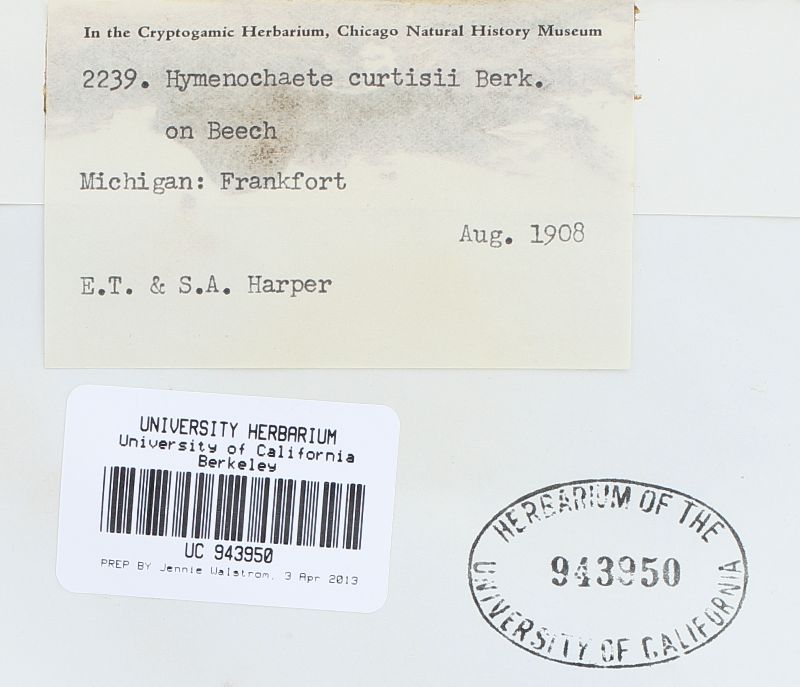 In the Cryptogamic Herbarium, Chicago Natural History Museum
2239. Hymenochaete curtisii Berk.
on Beech
Michigan: Frankfort
Aug. 1908
E.T. & S.A. Harper
UNIVERSITY HERBARIUM
University of California
Berkeley
UC 943950
PREP BY Jennie Walstrom, 3 Apr 2013
HERBARIUM OF THE
943950
UNIVERSITY OF CALIFORNIA